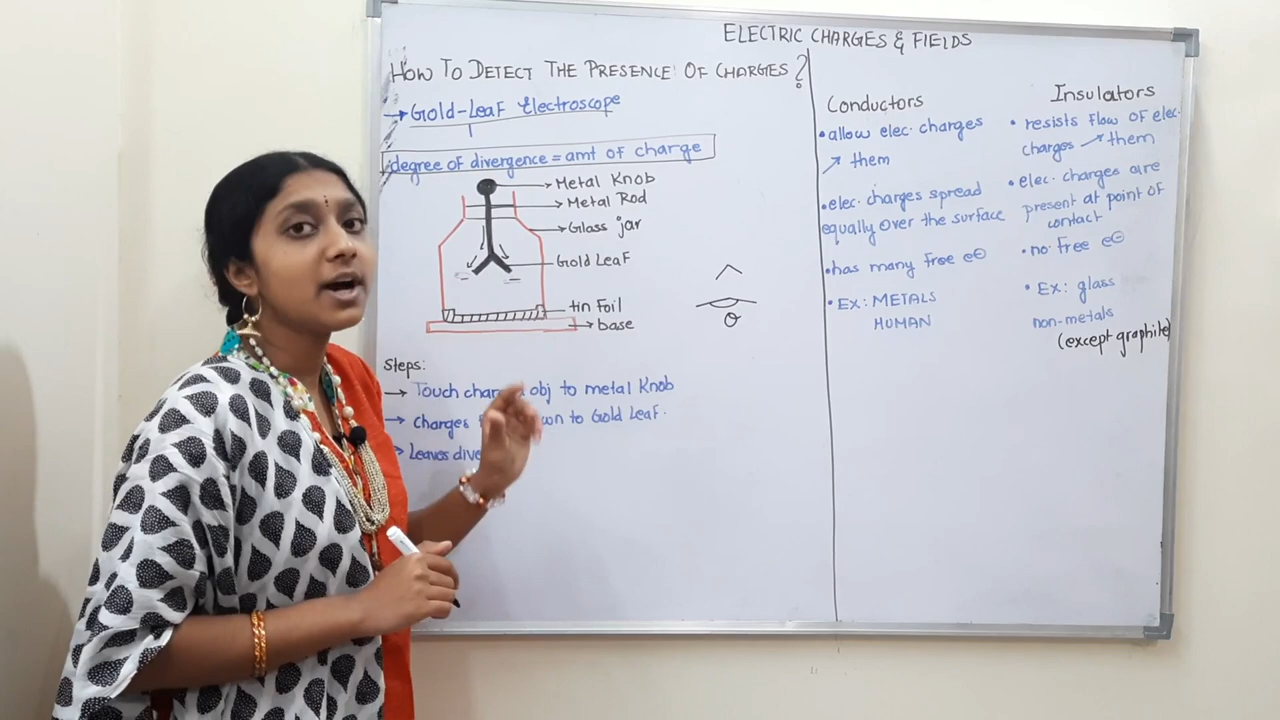 ELECTRIC CHARGES & FIELDS
HOW TO DETECT THE PRESENCE OF CHARGES ?
→ Gold-Leaf Electroscope
degree of divergence = amt of charge
Metal Knob
Metal Rod
Glass jar
Gold Leaf
tin Foil
base
θ
Steps:
→ Touch obj to metal Knob
→ charges to Gold Leaf.
→ Leaves
Conductors
• allow elec. charges
↗ them
• elec. charges spread
equally over the surface
• has many free e⊖
• Ex: METALS
HUMAN
Insulators
• resists flow of elec.
charges ↗ them
• elec. charges are
present at point of
contact
• no free e⊖
• Ex: glass
non-metals
(except graphite)